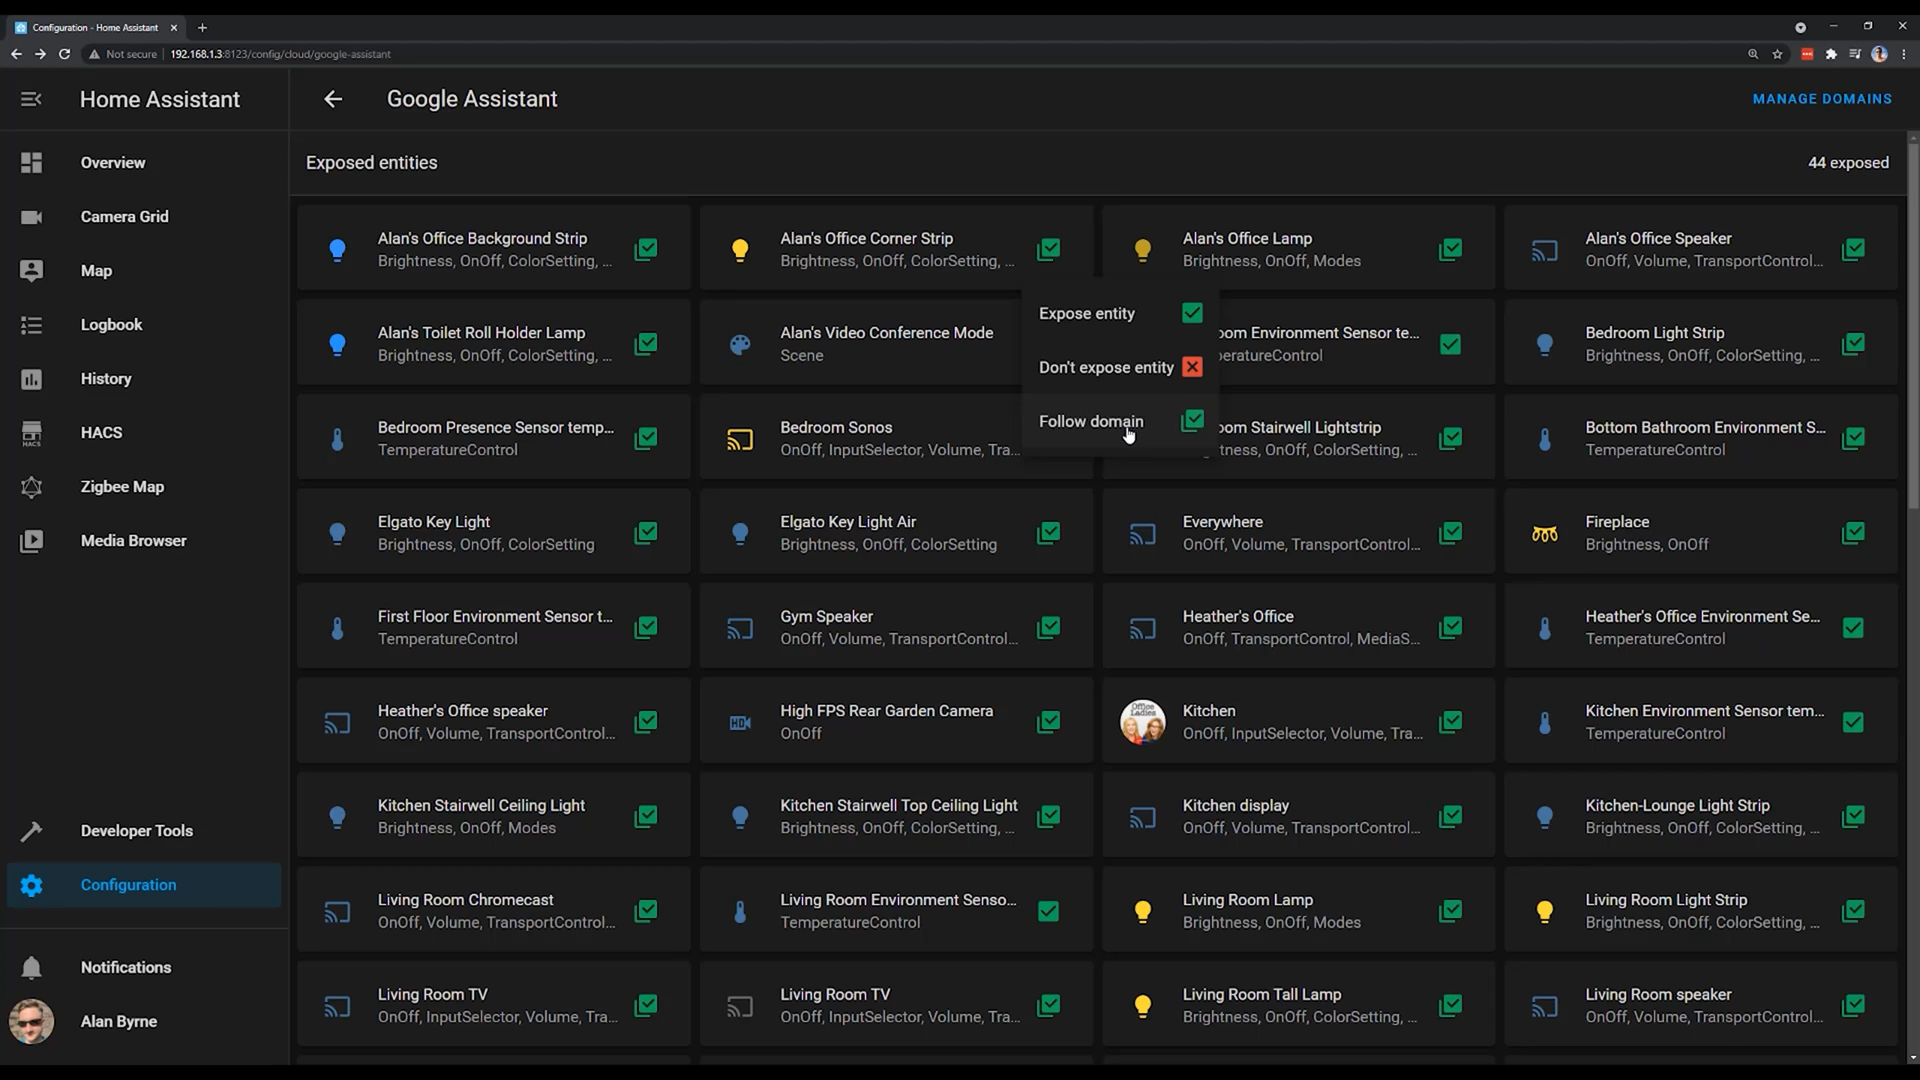 Configuration - Home Assistant
Not secure
192.168.1.3:8123/config/cloud/google-assistant
Home Assistant
Google Assistant
MANAGE DOMAINS
Overview
Camera Grid
Map
Logbook
History
HACS
Zigbee Map
Media Browser
Developer Tools
Configuration
Notifications
Alan Byrne
Exposed entities
44 exposed
Alan's Office Background Strip
Brightness, OnOff, ColorSetting, ...
Alan's Office Corner Strip
Brightness, OnOff, ColorSetting, ...
Alan's Office Lamp
Brightness, OnOff, Modes
Alan's Office Speaker
OnOff, Volume, TransportControl...
Alan's Toilet Roll Holder Lamp
Brightness, OnOff, ColorSetting, ...
Alan's Video Conference Mode
Scene
Expose entity
Don't expose entity
Follow domain
oom Environment Sensor te...
peratureControl
Bedroom Light Strip
Brightness, OnOff, ColorSetting, ...
Bedroom Presence Sensor temp...
TemperatureControl
Bedroom Sonos
OnOff, InputSelector, Volume, Tra...
oom Stairwell Lightstrip
tness, OnOff, ColorSetting, ...
Bottom Bathroom Environment S...
TemperatureControl
Elgato Key Light
Brightness, OnOff, ColorSetting
Elgato Key Light Air
Brightness, OnOff, ColorSetting
Everywhere
OnOff, Volume, TransportControl...
Fireplace
Brightness, OnOff
First Floor Environment Sensor t...
TemperatureControl
Gym Speaker
OnOff, Volume, TransportControl...
Heather's Office
OnOff, TransportControl, MediaS...
Heather's Office Environment Se...
TemperatureControl
Heather's Office speaker
OnOff, Volume, TransportControl...
High FPS Rear Garden Camera
OnOff
Office
Ladies
Kitchen
OnOff, InputSelector, Volume, Tra...
Kitchen Environment Sensor tem...
TemperatureControl
Kitchen Stairwell Ceiling Light
Brightness, OnOff, Modes
Kitchen Stairwell Top Ceiling Light
Brightness, OnOff, ColorSetting, ...
Kitchen display
OnOff, Volume, TransportControl...
Kitchen-Lounge Light Strip
Brightness, OnOff, ColorSetting, ...
Living Room Chromecast
OnOff, Volume, TransportControl...
Living Room Environment Senso...
TemperatureControl
Living Room Lamp
Brightness, OnOff, Modes
Living Room Light Strip
Brightness, OnOff, ColorSetting, ...
Living Room TV
OnOff, InputSelector, Volume, Tra...
Living Room TV
OnOff, InputSelector, Volume, Tra...
Living Room Tall Lamp
Brightness, OnOff, ColorSetting, ...
Living Room speaker
OnOff, Volume, TransportControl...